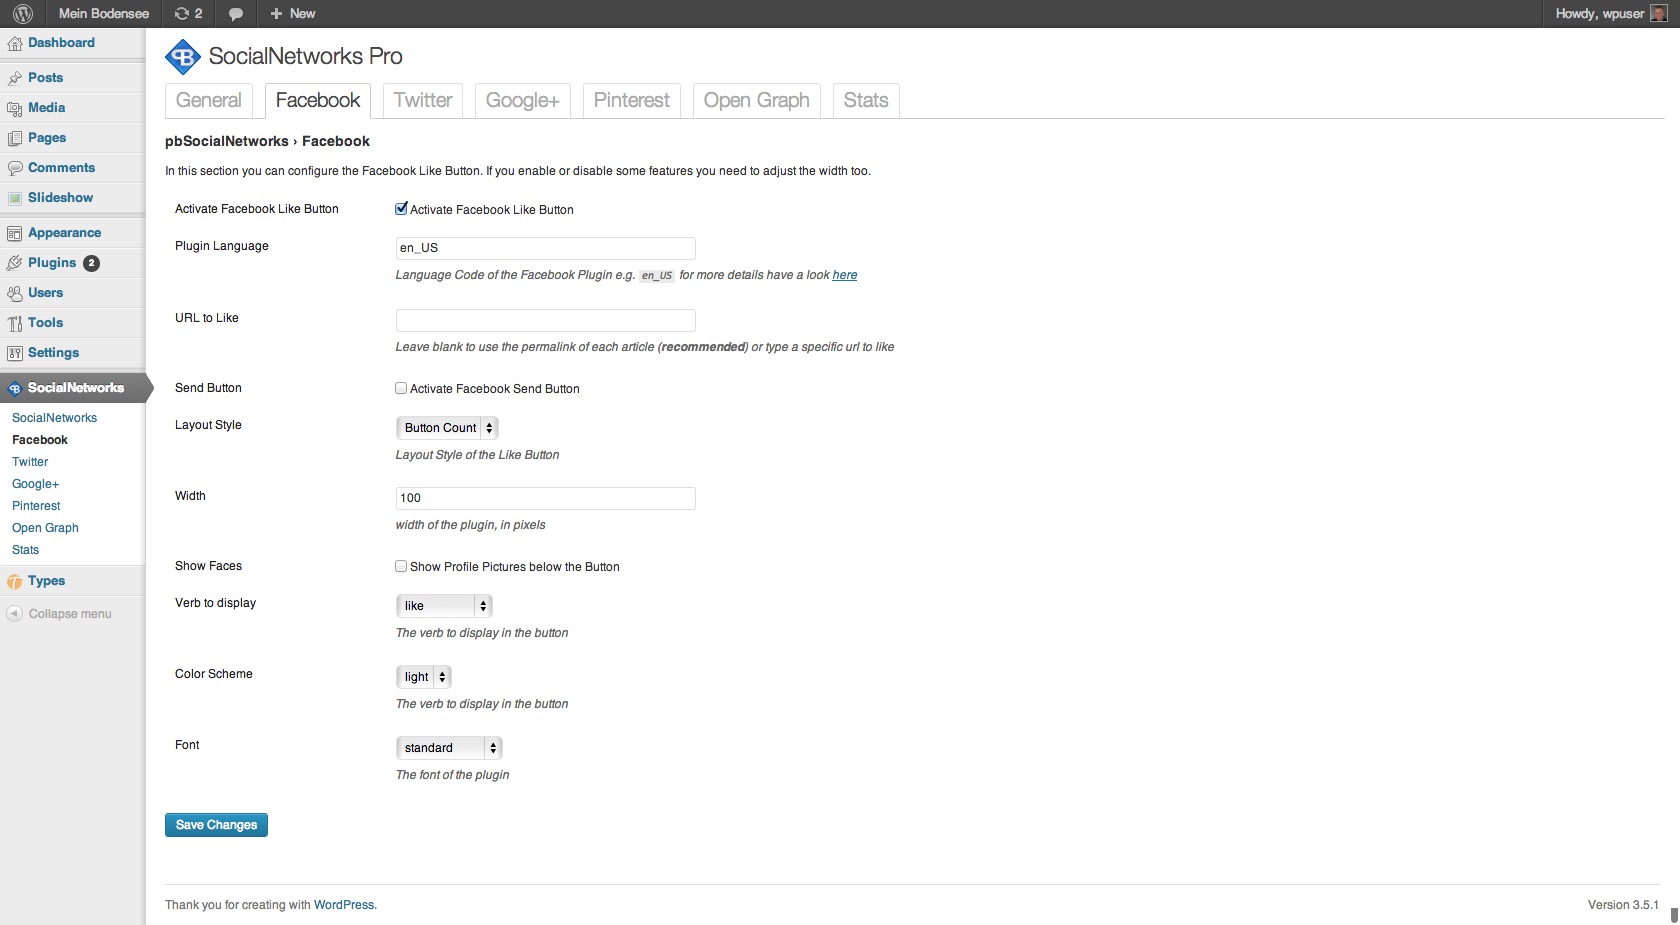 Mein Bodensee 2 New Howdy, wpuser
Dashboard
Posts
Media
Pages
Comments
Slideshow
Appearance
Plugins 2
Users
Tools
Settings
SocialNetworks
SocialNetworks
Facebook
Twitter
Google+
Pinterest
Open Graph
Stats
Types
Collapse menu
SocialNetworks Pro
General Facebook Twitter Google+ Pinterest Open Graph Stats
pbSocialNetworks › Facebook
In this section you can configure the Facebook Like Button. If you enable or disable some features you need to adjust the width too.
Activate Facebook Like Button Activate Facebook Like Button
Plugin Language en_US
Language Code of the Facebook Plugin e.g. en_US for more details have a look here
URL to Like
Leave blank to use the permalink of each article (recommended) or type a specific url to like
Send Button Activate Facebook Send Button
Layout Style Button Count
Layout Style of the Like Button
Width 100
width of the plugin, in pixels
Show Faces Show Profile Pictures below the Button
Verb to display like
The verb to display in the button
Color Scheme light
The verb to display in the button
Font standard
The font of the plugin
Save Changes
Thank you for creating with WordPress. Version 3.5.1